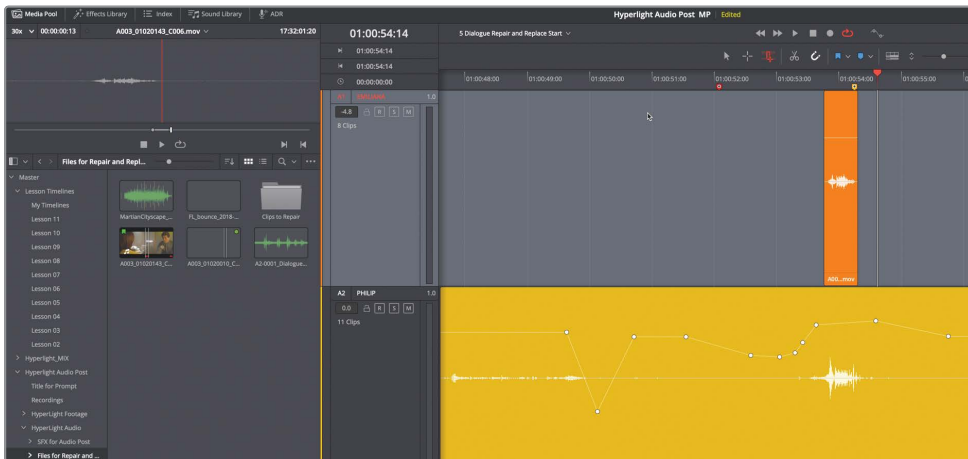 Media Pool Effects Library Index Sound Library ADR Hyperlight Audio Post MP Edited
30x 00:00:00:13 A003_01020143_C006.mov 17:32:01:20
01:00:54:14 5 Dialogue Repair and Replace Start
01:00:54:14
01:00:54:14
00:00:00:00
01:00:48:00 01:00:49:00 01:00:50:00 01:00:51:00 01:00:52:00 01:00:53:00 01:00:54:00 01:00:55:00
A1 1.0
-4.8 R S M
8 Clips
A00...mov
Files for Repair and Repl...
Master
Lesson Timelines
My Timelines
Lesson 11
Lesson 10
Lesson 09
Lesson 08
Lesson 07
Lesson 06
Lesson 05
Lesson 04
Lesson 03
Lesson 02
Hyperlight_MIX
Hyperlight Audio Post
Title for Prompt
Recordings
HyperLight Footage
HyperLight Audio
SFX for Audio Post
Files for Repair and ...
MartianCityscape_... FL_bounce_2018-... Clips to Repair
A003_01020143_C... A003_01020010_C... A2-0001_Dialogue...
A2 PHILIP 1.0
0.0 R S M
11 Clips